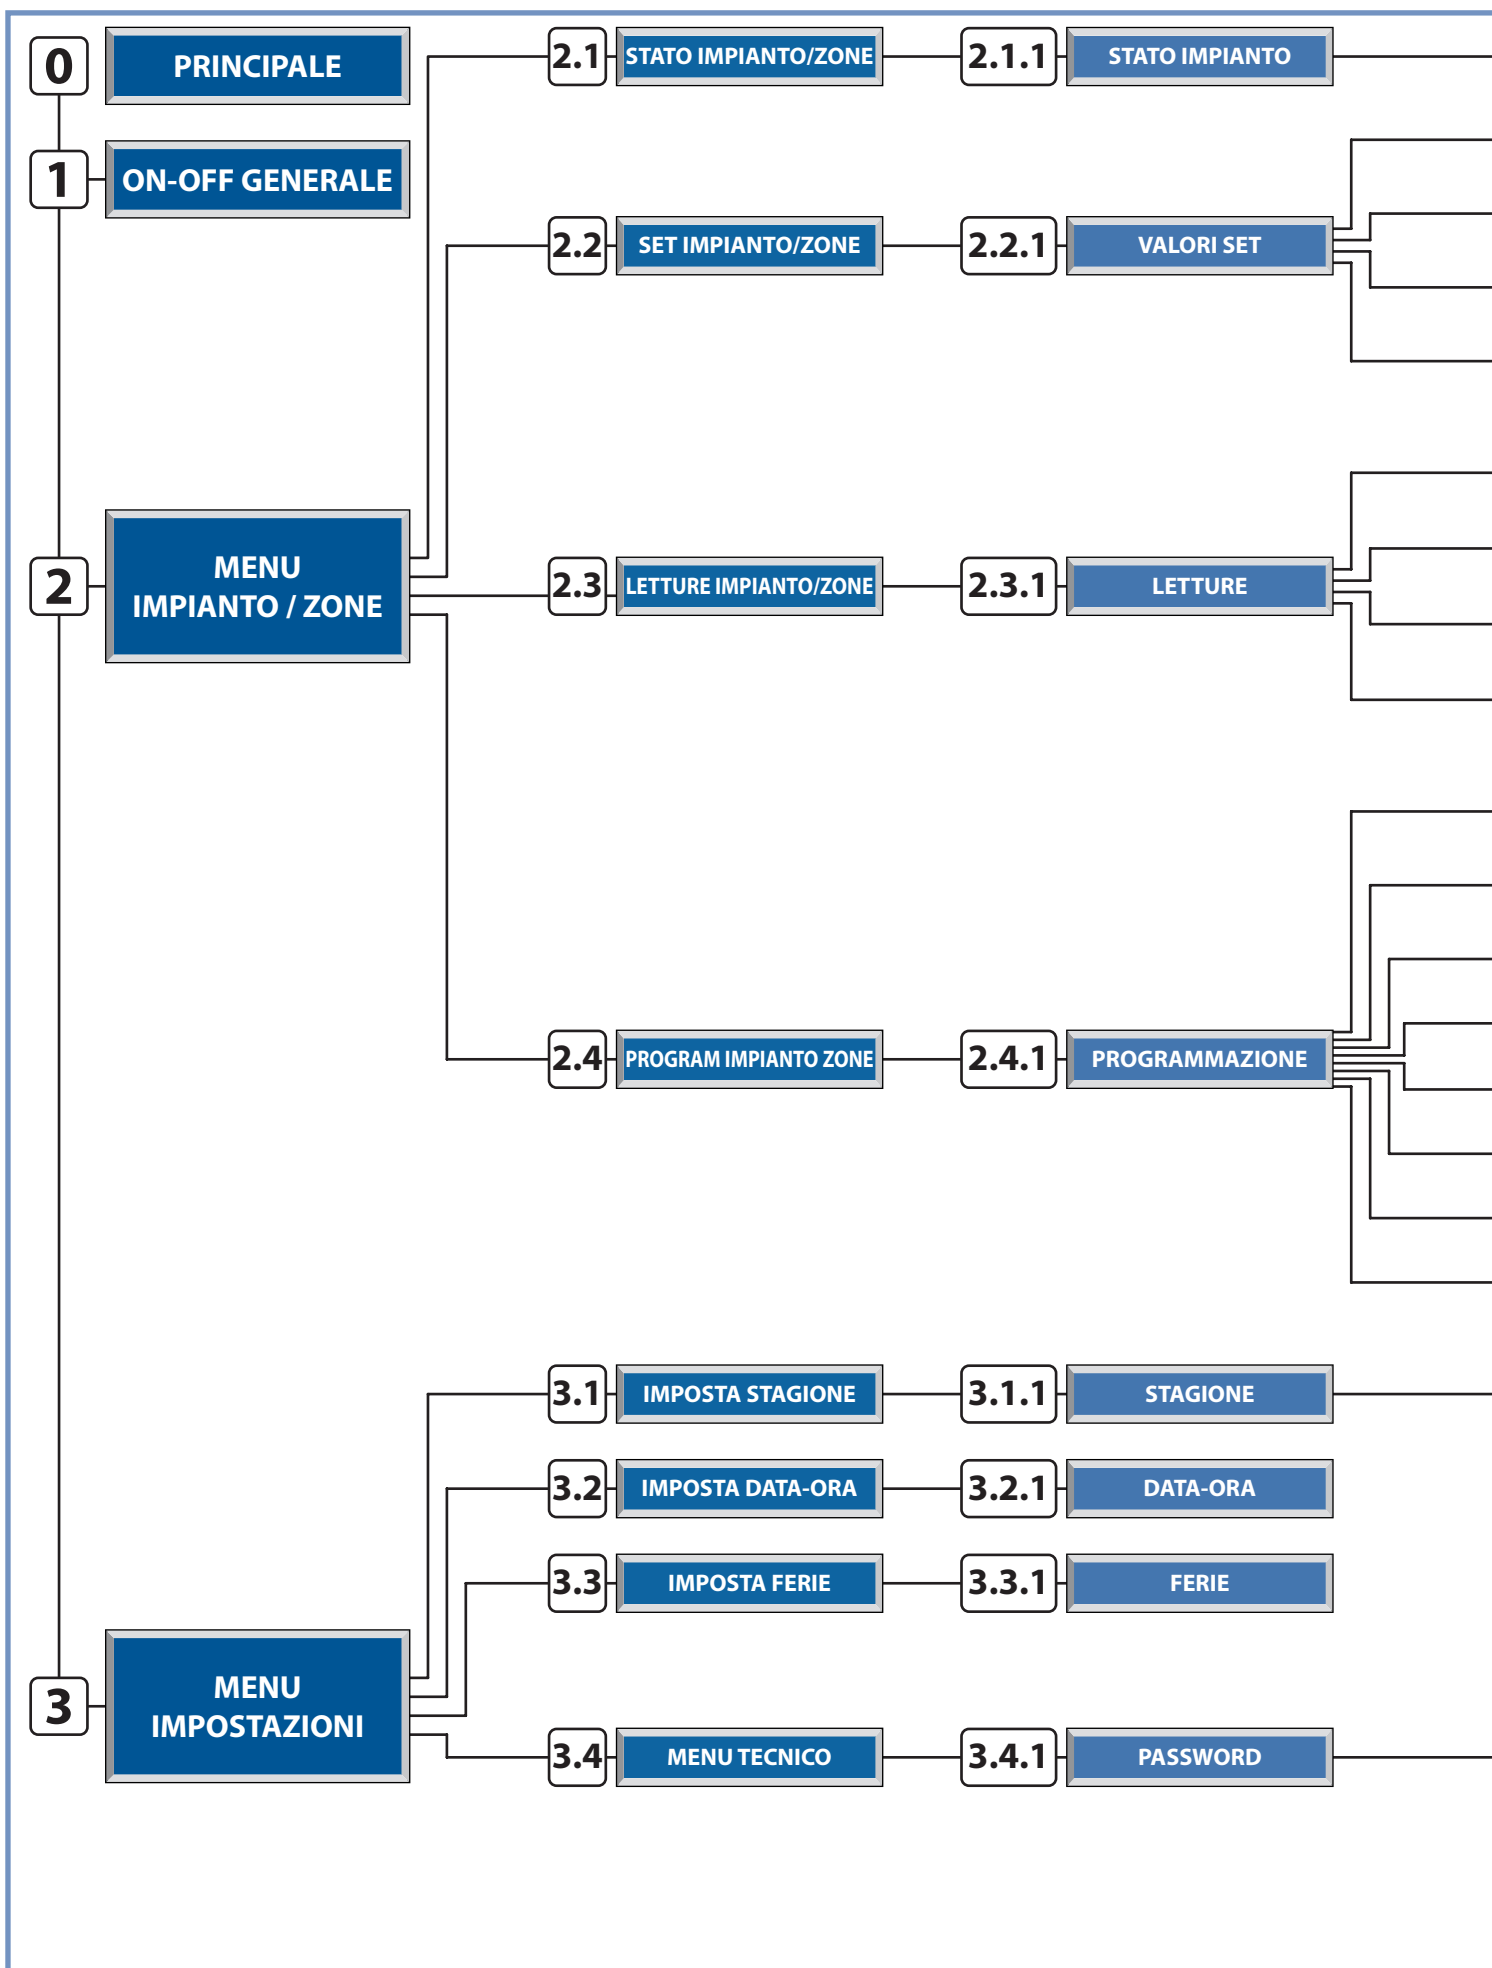 0
PRINCIPALE
1
ON-OFF GENERALE
2
MENU
IMPIANTO / ZONE
2.1
STATO IMPIANTO/ZONE
2.1.1
STATO IMPIANTO
2.2
SET IMPIANTO/ZONE
2.2.1
VALORI SET
2.3
LETTURE IMPIANTO/ZONE
2.3.1
LETTURE
2.4
PROGRAM IMPIANTO ZONE
2.4.1
PROGRAMMAZIONE
3
MENU
IMPOSTAZIONI
3.1
IMPOSTA STAGIONE
3.1.1
STAGIONE
3.2
IMPOSTA DATA-ORA
3.2.1
DATA-ORA
3.3
IMPOSTA FERIE
3.3.1
FERIE
3.4
MENU TECNICO
3.4.1
PASSWORD